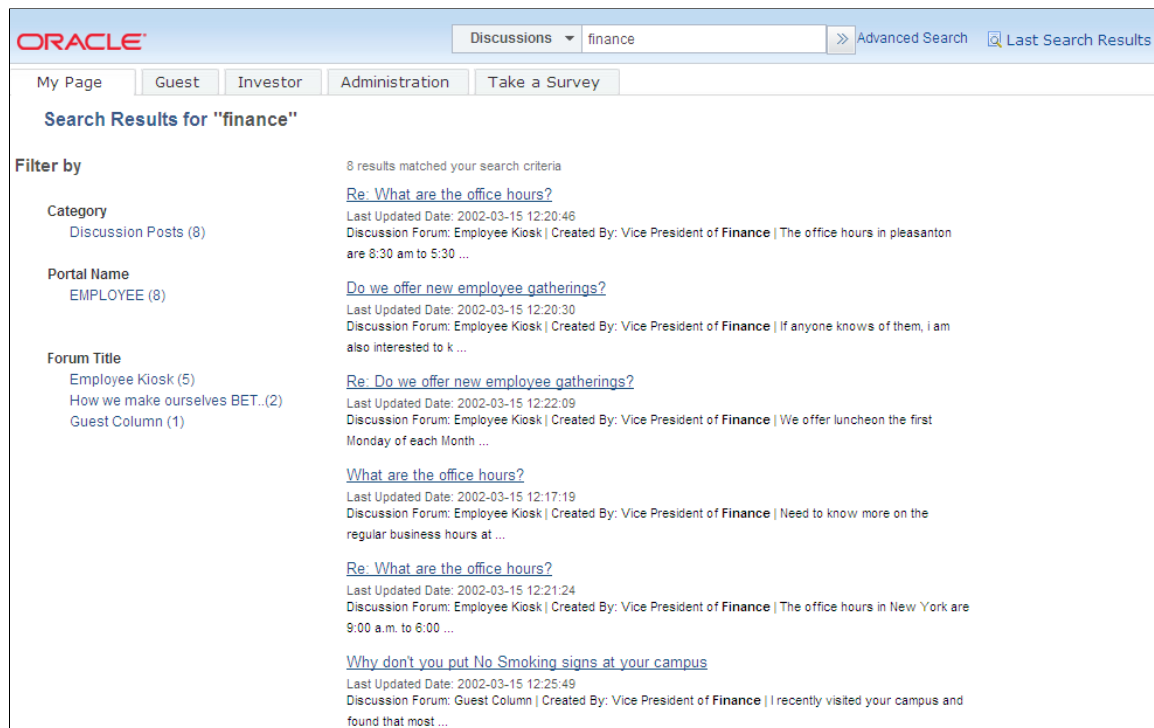 ORACLE
Discussions finance Advanced Search Last Search Results
My Page Guest Investor Administration Take a Survey
Search Results for "finance"
Filter by
Category
Discussion Posts (8)
Portal Name
EMPLOYEE (8)
Forum Title
Employee Kiosk (5)
How we make ourselves BET..(2)
Guest Column (1)
8 results matched your search criteria
Re: What are the office hours?
Last Updated Date: 2002-03-15 12:20:46
Discussion Forum: Employee Kiosk | Created By: Vice President of Finance | The office hours in pleasanton
are 8:30 am to 5:30 ...
Do we offer new employee gatherings?
Last Updated Date: 2002-03-15 12:20:30
Discussion Forum: Employee Kiosk | Created By: Vice President of Finance | If anyone knows of them, i am
also interested to k ...
Re: Do we offer new employee gatherings?
Last Updated Date: 2002-03-15 12:22:09
Discussion Forum: Employee Kiosk | Created By: Vice President of Finance | We offer luncheon the first
Monday of each Month ...
What are the office hours?
Last Updated Date: 2002-03-15 12:17:19
Discussion Forum: Employee Kiosk | Created By: Vice President of Finance | Need to know more on the
regular business hours at ...
Re: What are the office hours?
Last Updated Date: 2002-03-15 12:21:24
Discussion Forum: Employee Kiosk | Created By: Vice President of Finance | The office hours in New York are
9:00 a.m. to 6:00 ...
Why don't you put No Smoking signs at your campus
Last Updated Date: 2002-03-15 12:25:49
Discussion Forum: Guest Column | Created By: Vice President of Finance | I recently visited your campus and
found that most ...